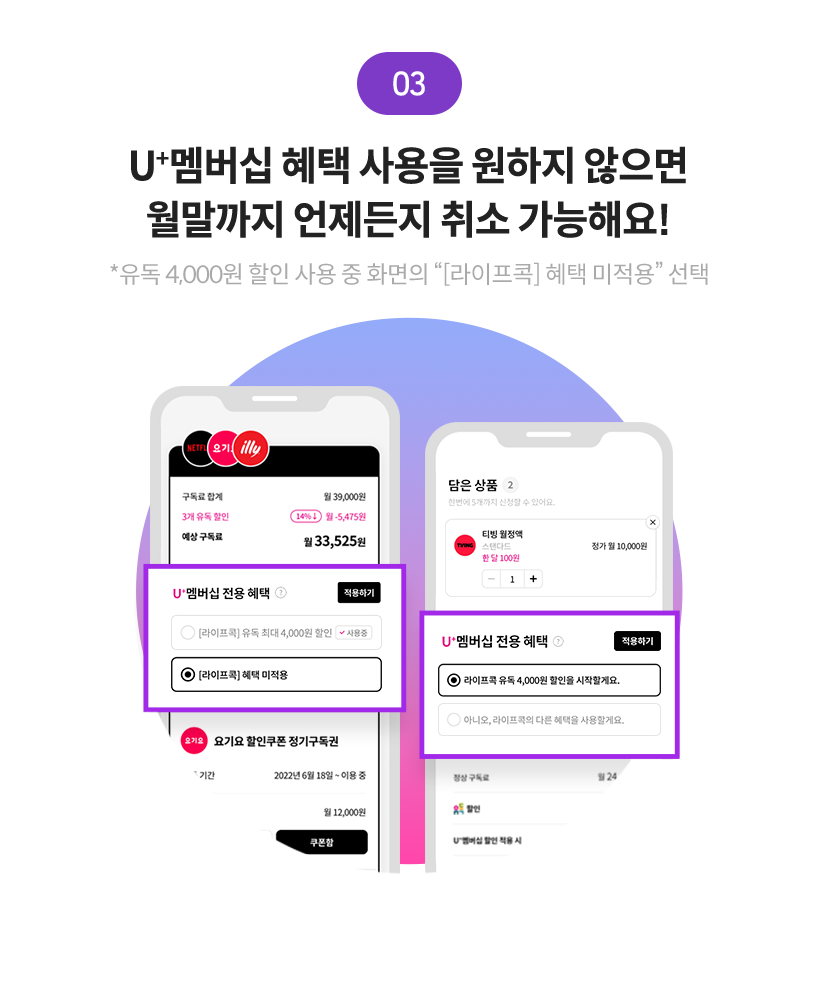 03
U+멤버십 혜택 사용을 원하지 않으면
월말까지 언제든지 취소 가능해요!
*유독 4,000원 할인 사용 중 화면의 “[라이프콕] 혜택 미적용” 선택
NETFL
요기
illy
구독료 합계 월 39,000원
3개 유독 할인 14%↓ 월 -5,475원
예상 구독료 월 33,525원
U+멤버십 전용 혜택 ? 적용하기
[라이프콕] 유독 최대 4,000원 할인 사용중
[라이프콕] 혜택 미적용
요기요 요기요 할인쿠폰 정기구독권
기간 2022년 6월 18일 ~ 이용 중
월 12,000원
쿠폰함
담은 상품 2
한번에 5개까지 신청할 수 있어요.
티빙 월정액
TVING 스탠다드 정가 월 10,000원
한 달 100원
− 1 +
U+멤버십 전용 혜택 ? 적용하기
라이프콕 유독 4,000원 할인을 시작할게요.
아니오, 라이프콕의 다른 혜택을 사용할게요.
정상 구독료 월 24
할인
U+멤버십 할인 적용 시